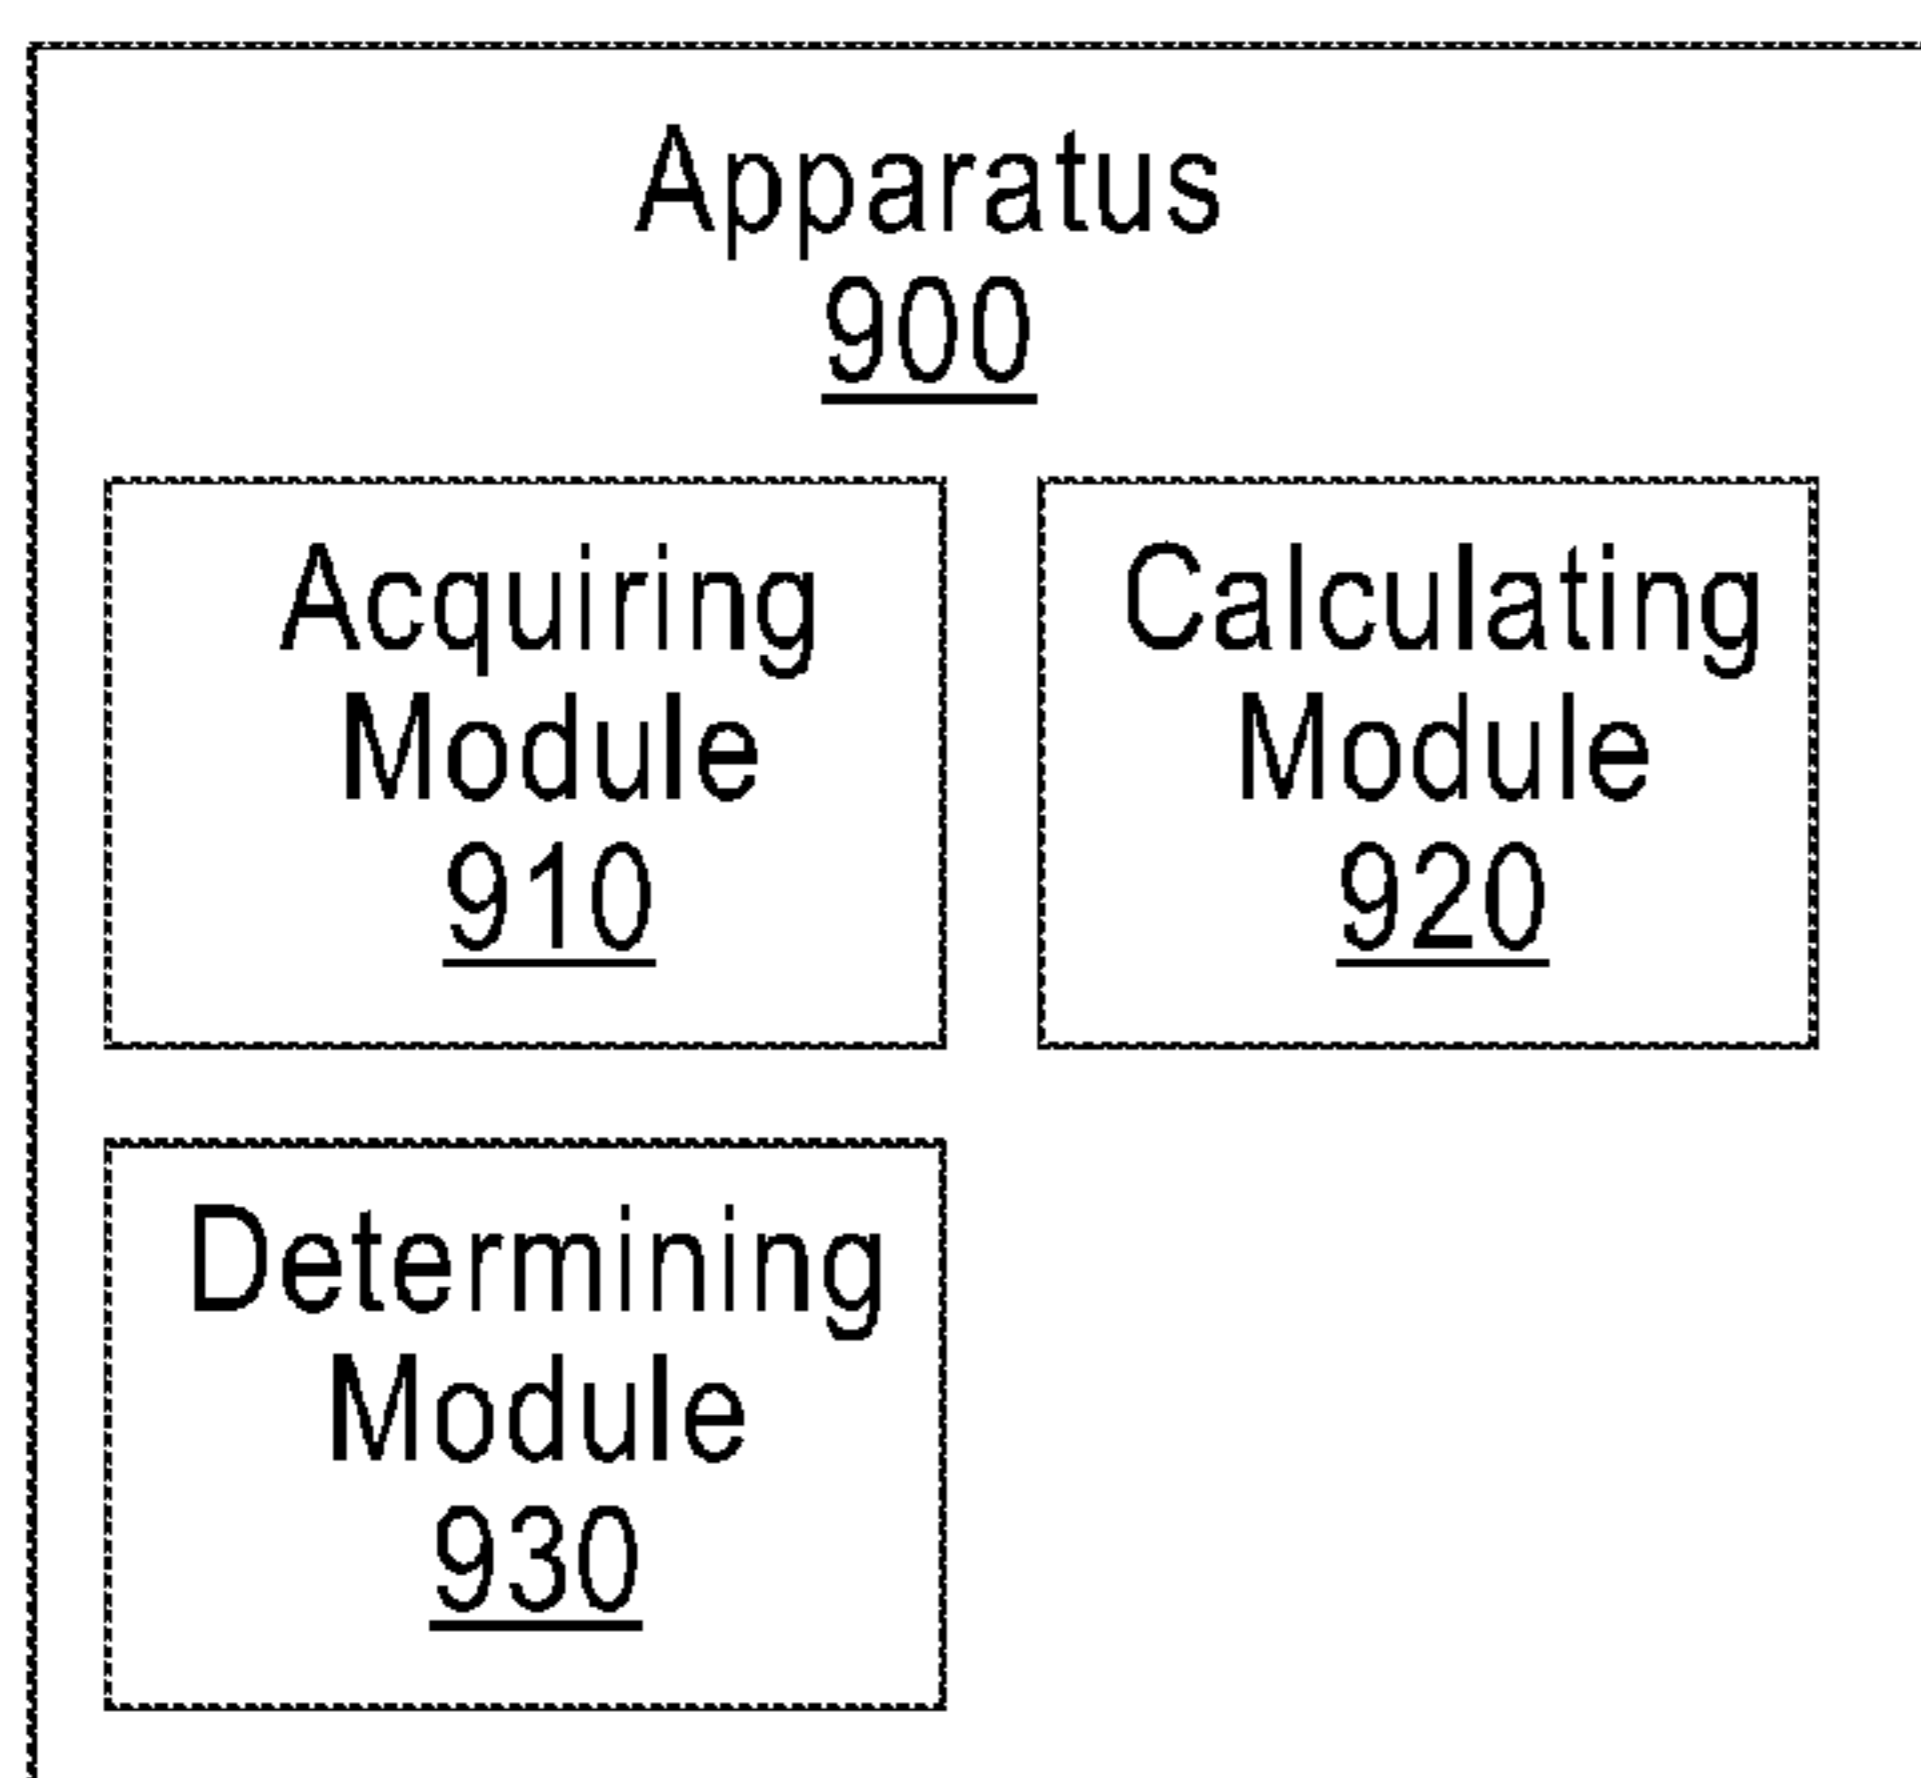 Apparatus
900
Acquiring
Module
910
Calculating
Module
920
Determining
Module
930